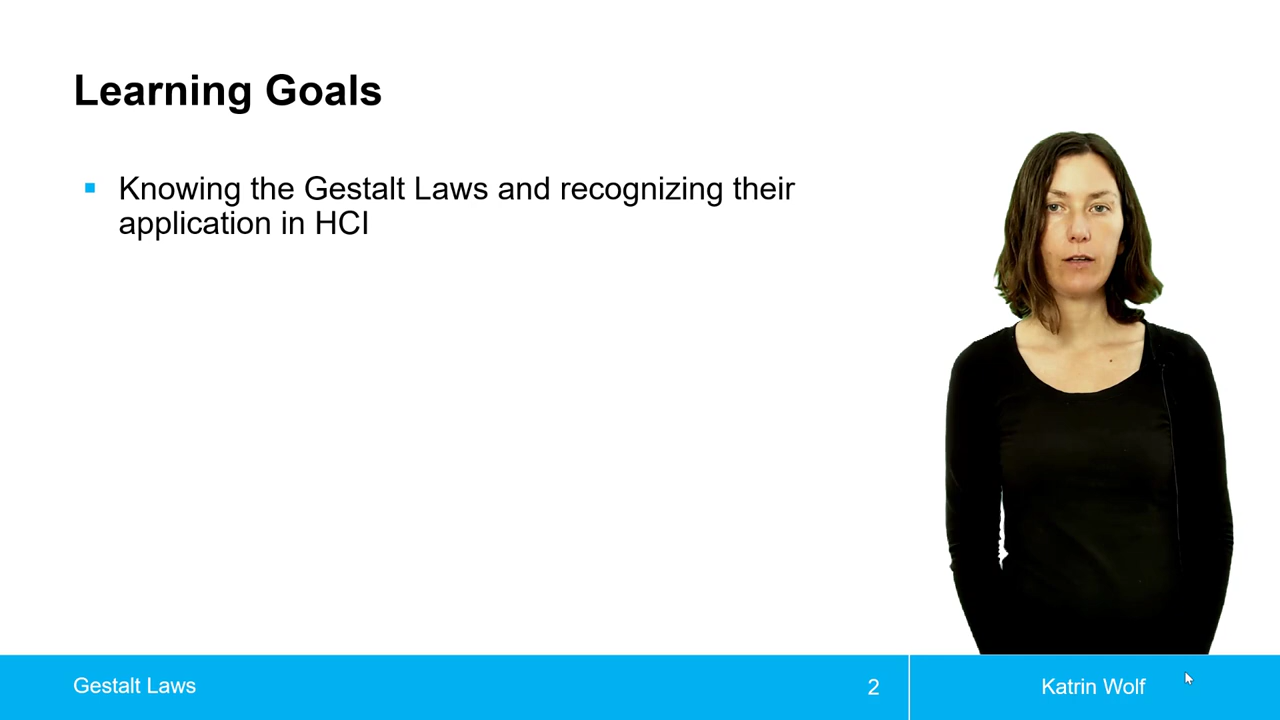 Learning Goals
Knowing the Gestalt Laws and recognizing their
application in HCI
Gestalt Laws
2
Katrin Wolf